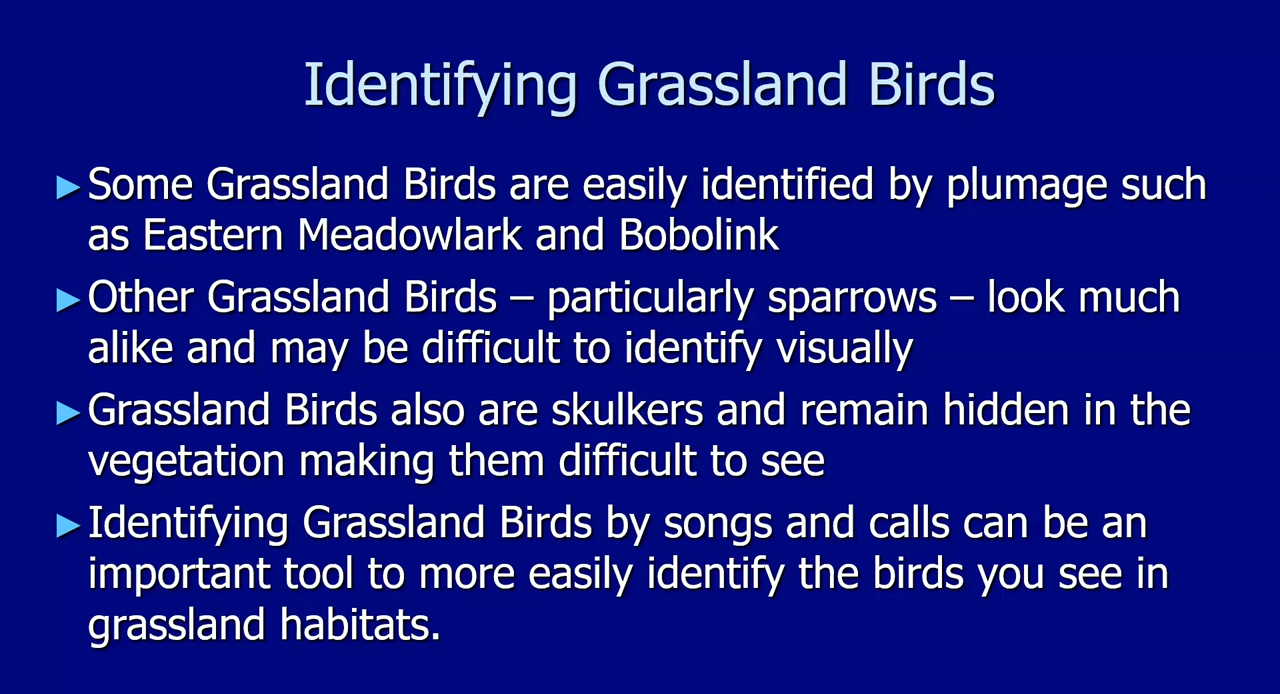 Identifying Grassland Birds
►Some Grassland Birds are easily identified by plumage such
as Eastern Meadowlark and Bobolink
►Other Grassland Birds – particularly sparrows – look much
alike and may be difficult to identify visually
►Grassland Birds also are skulkers and remain hidden in the
vegetation making them difficult to see
►Identifying Grassland Birds by songs and calls can be an
important tool to more easily identify the birds you see in
grassland habitats.